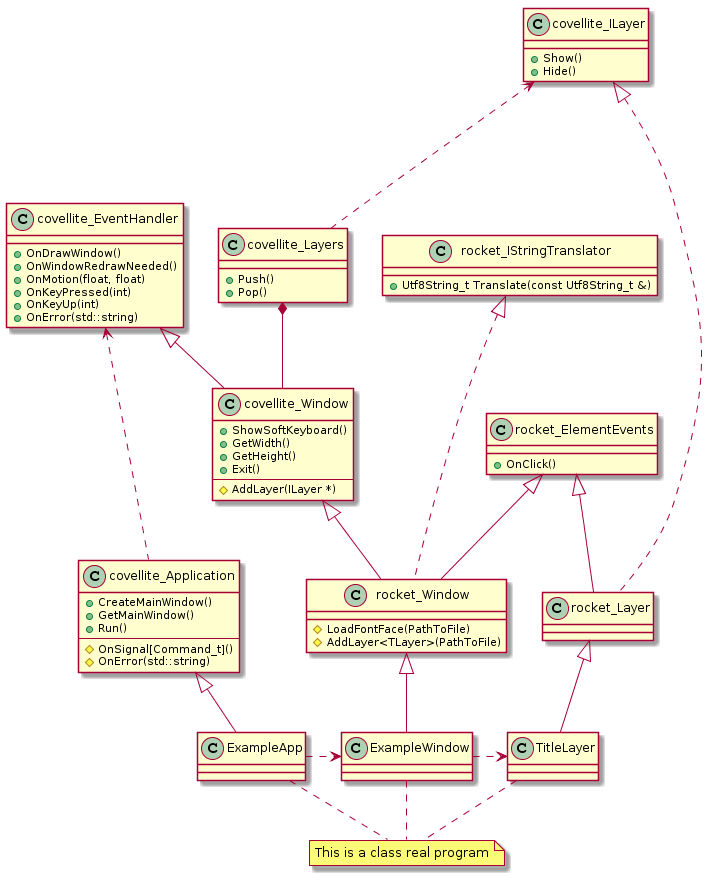 C covellite_ILayer
Show()
Hide()
C covellite_EventHandler
OnDrawWindow()
OnWindowRedrawNeeded()
OnMotion(float, float)
OnKeyPressed(int)
OnKeyUp(int)
OnError(std::string)
C covellite_Layers
Push()
Pop()
C rocket_IStringTranslator
Utf8String_t Translate(const Utf8String_t &)
C covellite_Window
ShowSoftKeyboard()
GetWidth()
GetHeight()
Exit()
AddLayer(ILayer *)
C rocket_ElementEvents
OnClick()
C covellite_Application
CreateMainWindow()
GetMainWindow()
Run()
OnSignal[Command_t]()
OnError(std::string)
C rocket_Window
LoadFontFace(PathToFile)
AddLayer<TLayer>(PathToFile)
C rocket_Layer
C ExampleApp
C ExampleWindow
C TitleLayer
This is a class real program